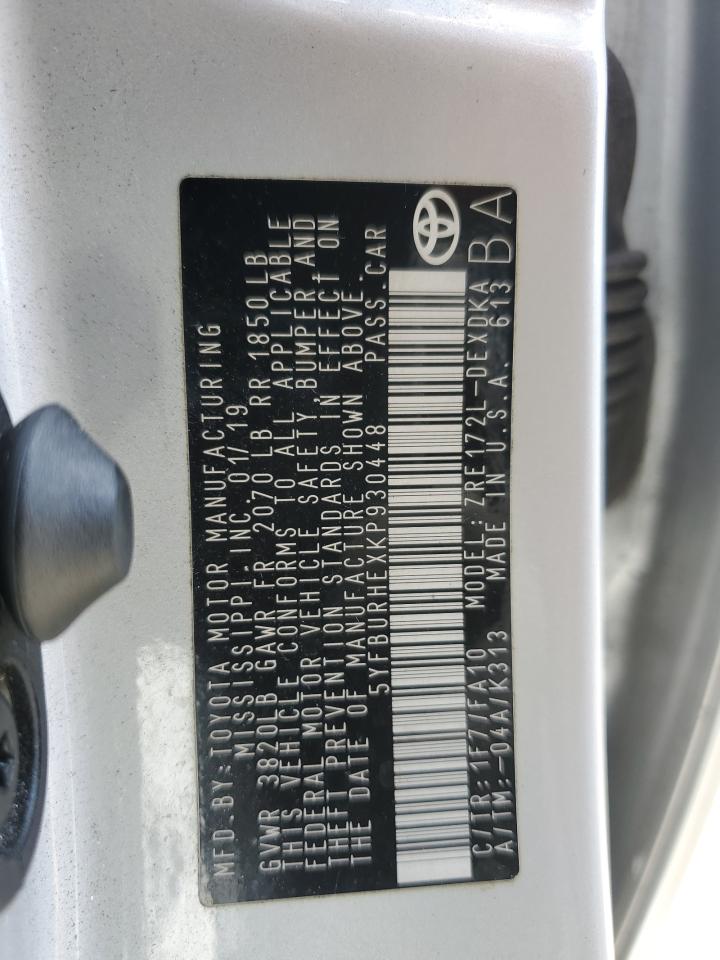 MFD.BY:TOYOTA MOTOR MANUFACTURING
MISSISSIPPI,INC. 01/19
GVWR 3820LB GAWR FR 2070 LB RR 1850 LB
THIS VEHICLE CONFORMS TO ALL APPLICABLE
FEDERAL MOTOR VEHICLE SAFETY, BUMPER AND
THEFT PREVENTION STANDARDS IN EFFECT ON
THE DATE OF MANUFACTURE SHOWN ABOVE.
5YFBURHEXKP930448 PASS.CAR
C/TR: 1F7/FA10 MODEL: ZRE172L-DEXDKA
A/TM:-04A/K313 MADE IN U.S.A. 613 BA